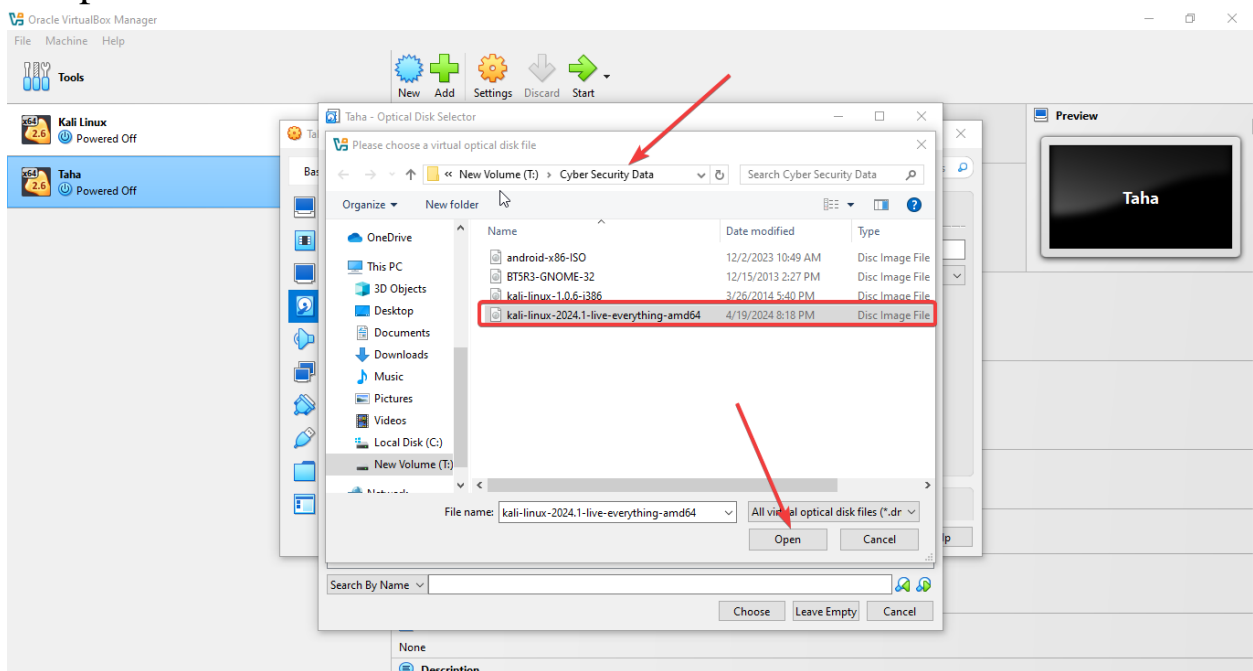 Oracle VirtualBox Manager
File Machine Help
Tools
New Add Settings Discard Start
Kali Linux
Powered Off
Taha
Powered Off
x64
2.6
x64
2.6
Taha - Optical Disk Selector
Please choose a virtual optical disk file
« New Volume (T:) › Cyber Security Data
Search Cyber Security Data
Organize New folder
Name Date modified Type
OneDrive
This PC
3D Objects
Desktop
Documents
Downloads
Music
Pictures
Videos
Local Disk (C:)
New Volume (T:)
android-x86-ISO 12/2/2023 10:49 AM Disc Image File
BT5R3-GNOME-32 12/15/2013 2:27 PM Disc Image File
kali-linux-1.0.6-i386 3/26/2014 5:40 PM Disc Image File
kali-linux-2024.1-live-everything-amd64 4/19/2024 8:18 PM Disc Image File
File name: kali-linux-2024.1-live-everything-amd64 All virtual optical disk files (*.dr
Open Cancel
Search By Name
Choose Leave Empty Cancel
Preview
Taha
None
Description